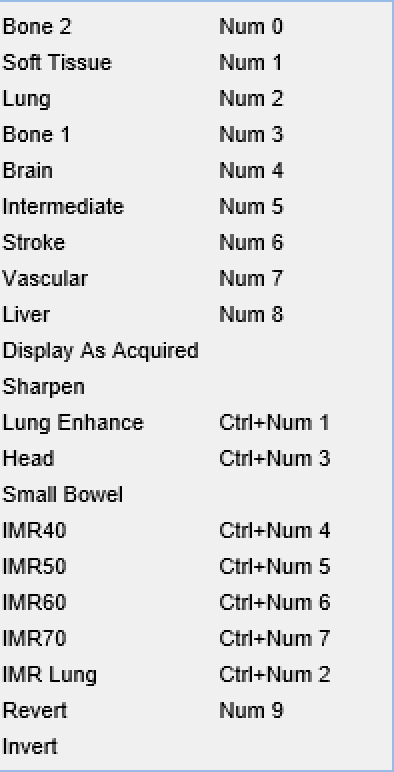 Bone 2 Num 0
Soft Tissue Num 1
Lung Num 2
Bone 1 Num 3
Brain Num 4
Intermediate Num 5
Stroke Num 6
Vascular Num 7
Liver Num 8
Display As Acquired
Sharpen
Lung Enhance Ctrl+Num 1
Head Ctrl+Num 3
Small Bowel
IMR40 Ctrl+Num 4
IMR50 Ctrl+Num 5
IMR60 Ctrl+Num 6
IMR70 Ctrl+Num 7
IMR Lung Ctrl+Num 2
Revert Num 9
Invert